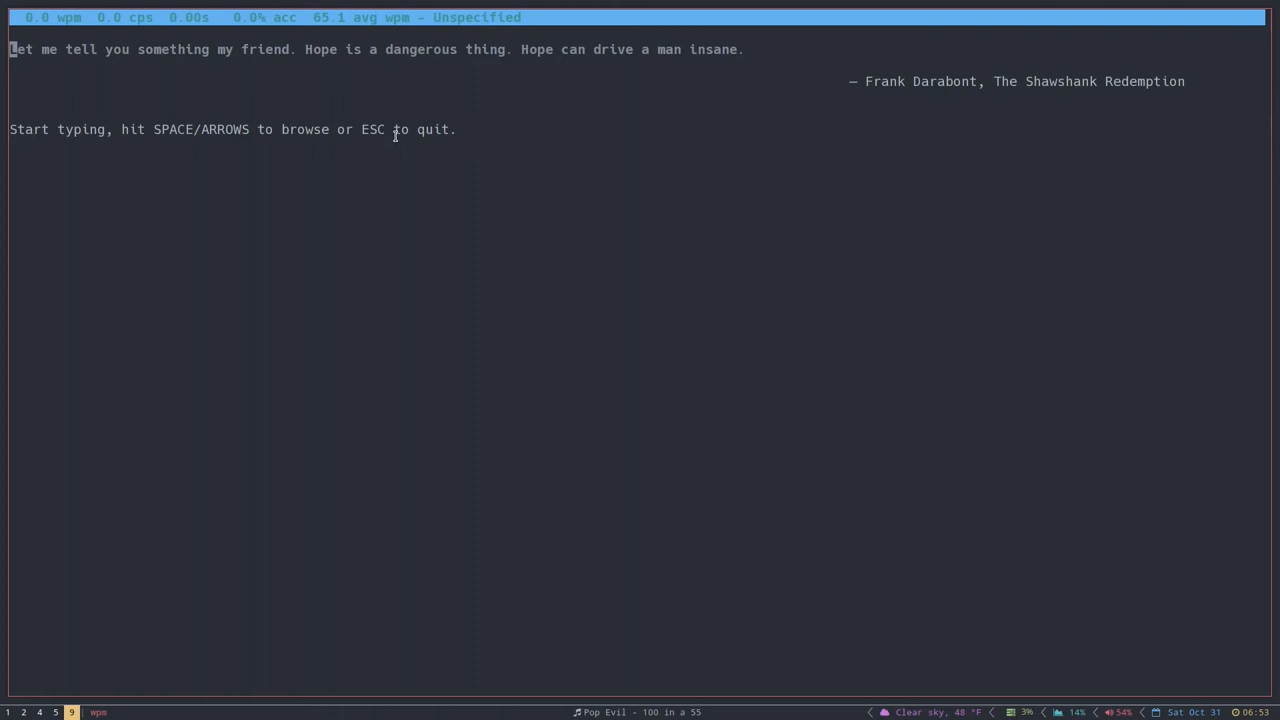 0.0 wpm 0.0 cps 0.00s 0.0% acc 65.1 avg wpm – Unspecified
Let me tell you something my friend. Hope is a dangerous thing. Hope can drive a man insane.
— Frank Darabont, The Shawshank Redemption
Start typing, hit SPACE/ARROWS to browse or ESC to quit.
1 2 4 5 9 wpm Pop Evil - 100 in a 55 Clear sky, 48 °F 3% 14% 54% Sat Oct 31 06:53